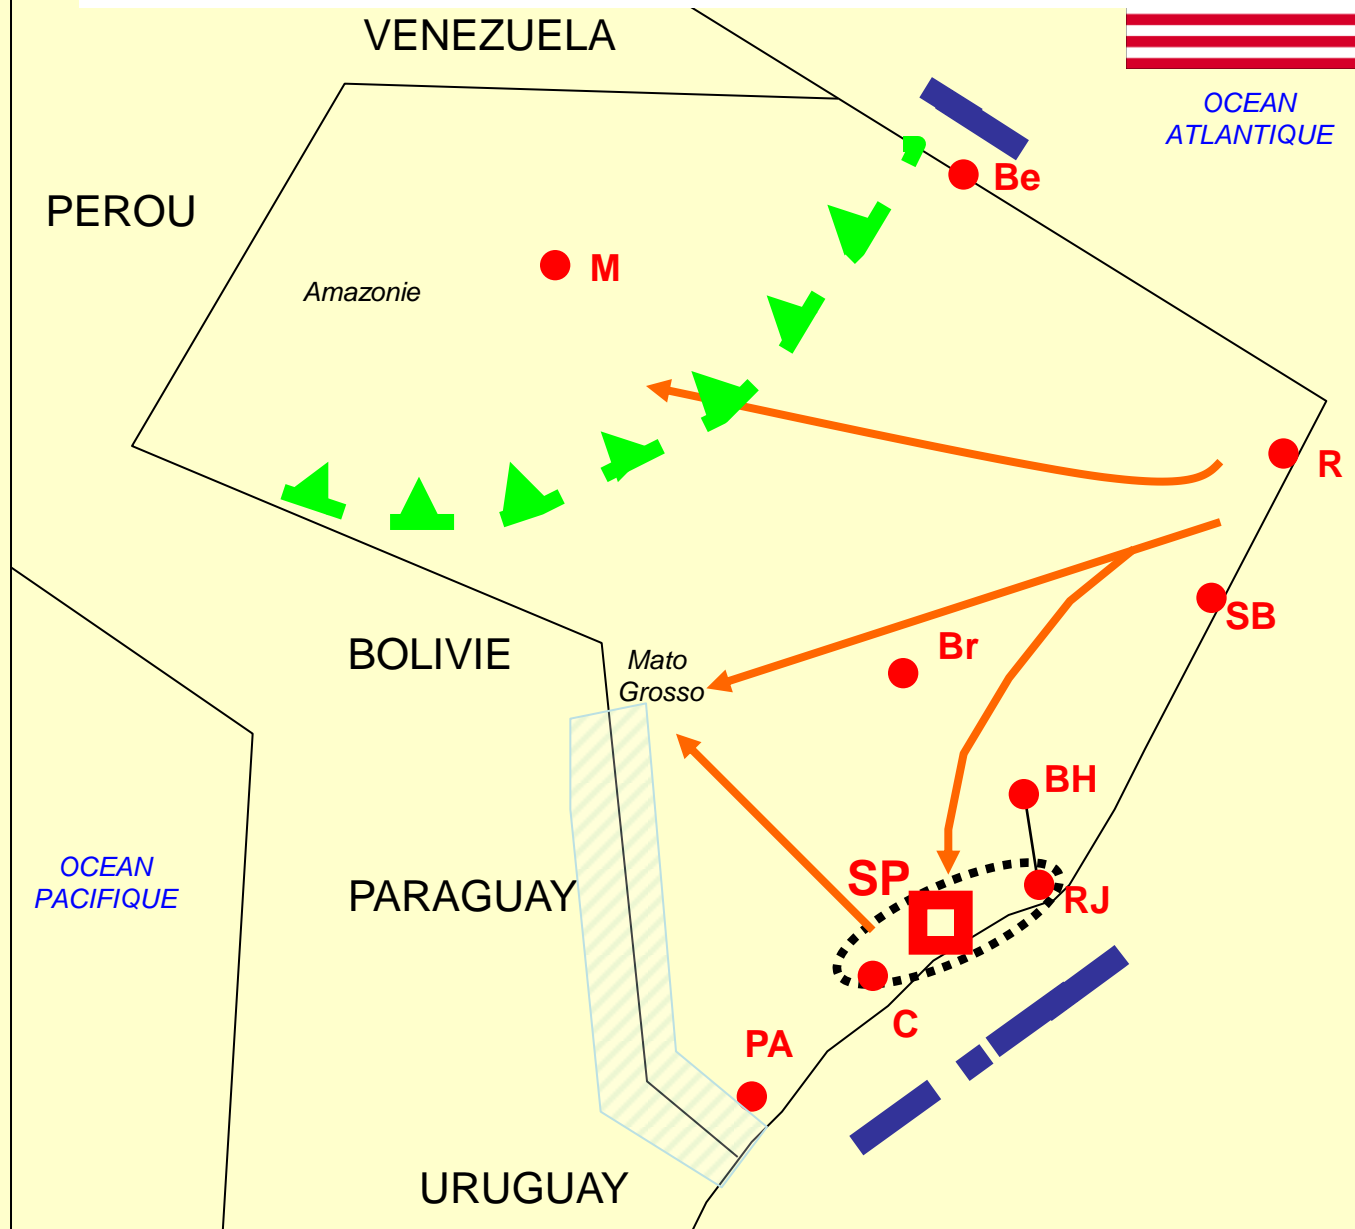 VENEZUELA
OCEAN
ATLANTIQUE
Be
PEROU
M
Amazonie
R
SB
BOLIVIE
Mato
Grosso
Br
BH
OCEAN
PACIFIQUE
PARAGUAY
SP
RJ
C
PA
URUGUAY